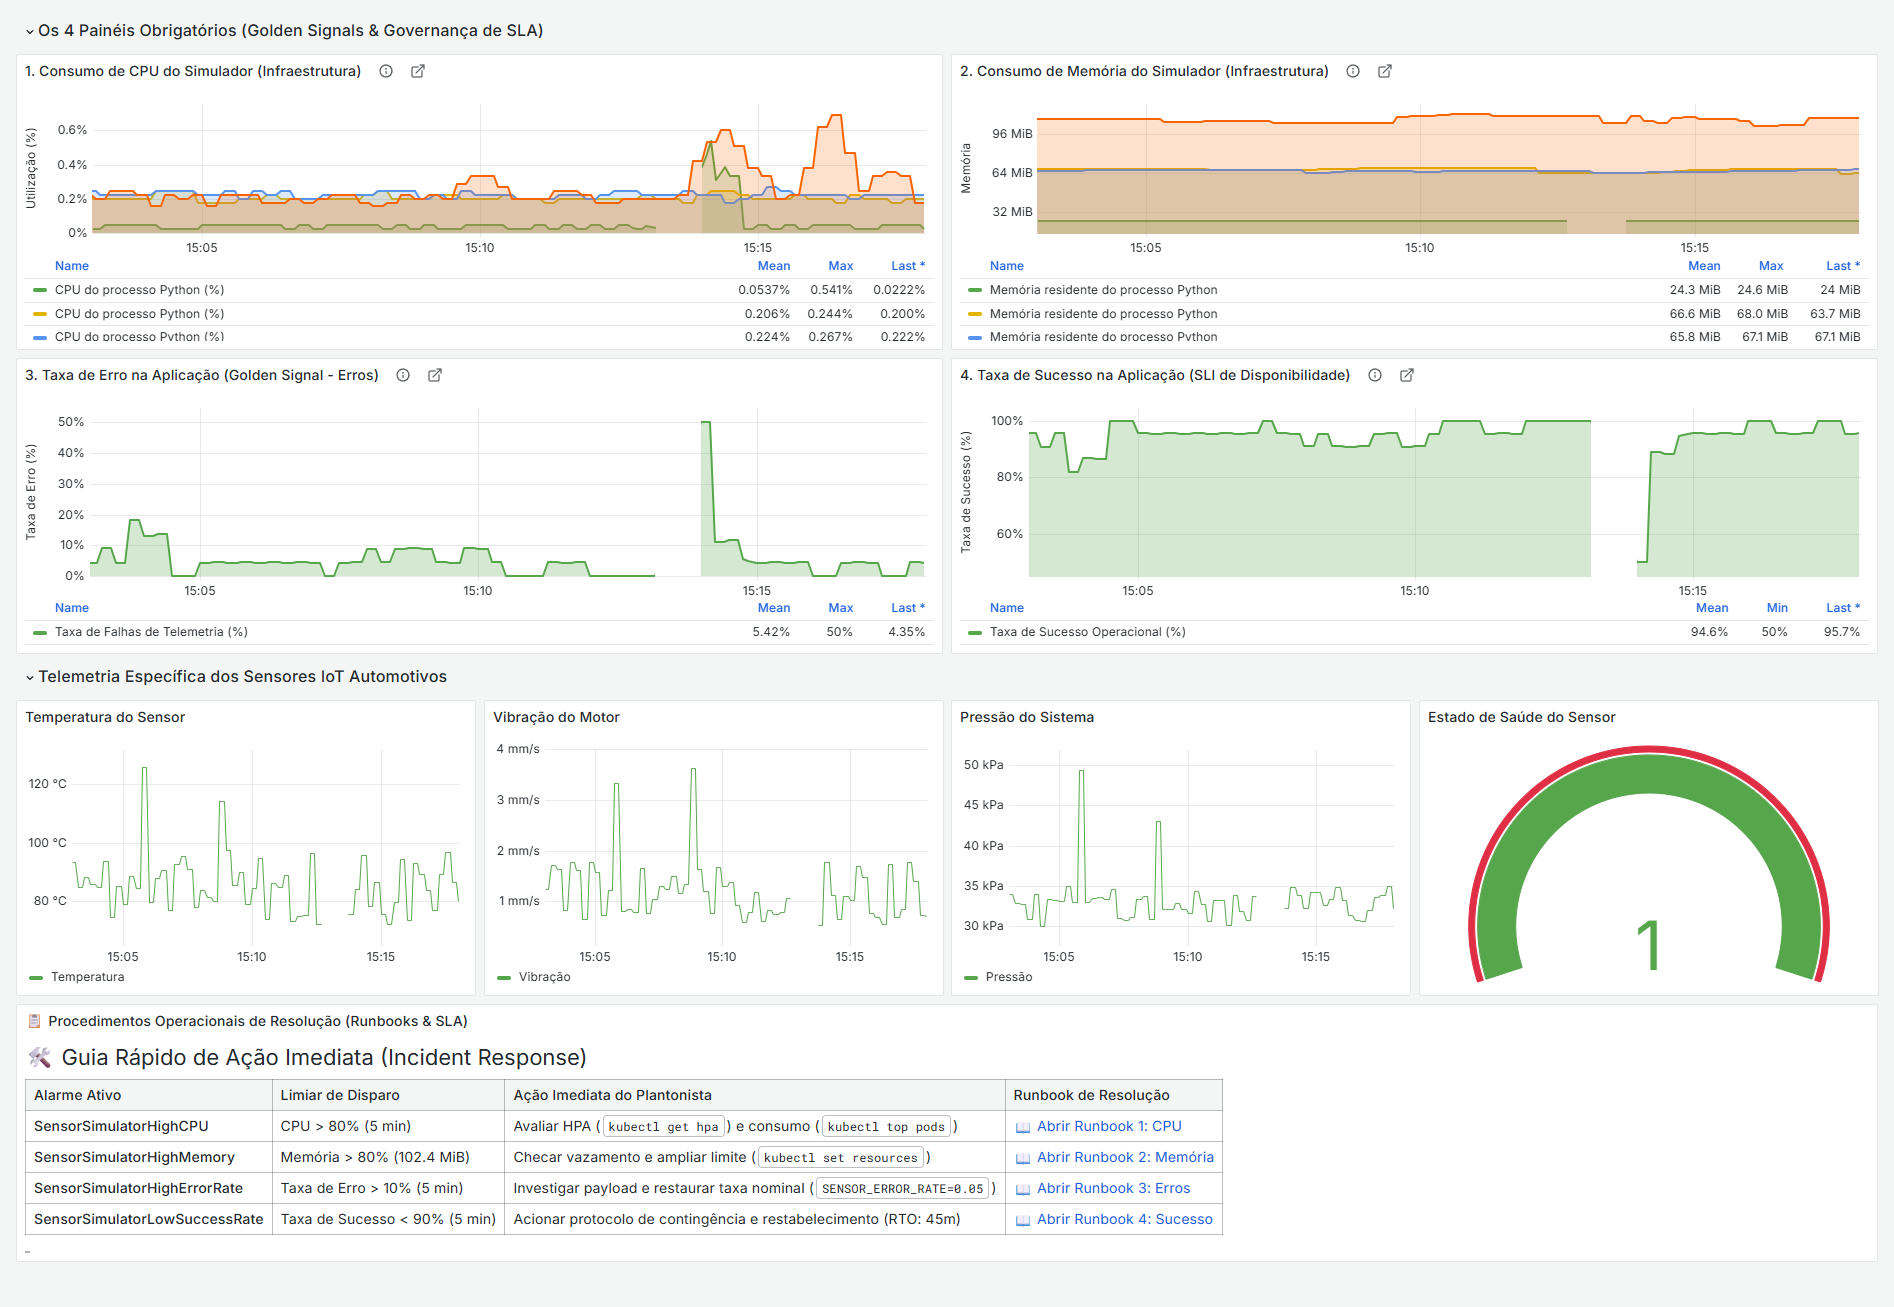 Os 4 Painéis Obrigatórios (Golden Signals & Governança de SLA)
1. Consumo de CPU do Simulador (Infraestrutura)
Utilização (%)
0.6%
0.4%
0.2%
0%
15:05 15:10 15:15
Name Mean Max Last *
CPU do processo Python (%) 0.0537% 0.541% 0.0222%
CPU do processo Python (%) 0.206% 0.244% 0.200%
CPU do processo Python (%) 0.224% 0.267% 0.222%
2. Consumo de Memória do Simulador (Infraestrutura)
Memória
96 MiB
64 MiB
32 MiB
15:05 15:10 15:15
Name Mean Max Last *
Memória residente do processo Python 24.3 MiB 24.6 MiB 24 MiB
Memória residente do processo Python 66.6 MiB 68.0 MiB 63.7 MiB
Memória residente do processo Python 65.8 MiB 67.1 MiB 67.1 MiB
3. Taxa de Erro na Aplicação (Golden Signal - Erros)
Taxa de Erro (%)
50%
40%
30%
20%
10%
0%
15:05 15:10 15:15
Name Mean Max Last *
Taxa de Falhas de Telemetria (%) 5.42% 50% 4.35%
4. Taxa de Sucesso na Aplicação (SLI de Disponibilidade)
Taxa de Sucesso (%)
100%
80%
60%
15:05 15:10 15:15
Name Mean Min Last *
Taxa de Sucesso Operacional (%) 94.6% 50% 95.7%
Telemetria Específica dos Sensores IoT Automotivos
Temperatura do Sensor
120 °C
100 °C
80 °C
15:05 15:10 15:15
Temperatura
Vibração do Motor
4 mm/s
3 mm/s
2 mm/s
1 mm/s
15:05 15:10 15:15
Vibração
Pressão do Sistema
50 kPa
45 kPa
40 kPa
35 kPa
30 kPa
15:05 15:10 15:15
Pressão
Estado de Saúde do Sensor
1
Procedimentos Operacionais de Resolução (Runbooks & SLA)
Guia Rápido de Ação Imediata (Incident Response)
Alarme Ativo Limiar de Disparo Ação Imediata do Plantonista Runbook de Resolução
SensorSimulatorHighCPU CPU > 80% (5 min) Avaliar HPA (kubectl get hpa) e consumo (kubectl top pods) Abrir Runbook 1: CPU
SensorSimulatorHighMemory Memória > 80% (102.4 MiB) Checar vazamento e ampliar limite (kubectl set resources) Abrir Runbook 2: Memória
SensorSimulatorHighErrorRate Taxa de Erro > 10% (5 min) Investigar payload e restaurar taxa nominal (SENSOR_ERROR_RATE=0.05) Abrir Runbook 3: Erros
SensorSimulatorLowSuccessRate Taxa de Sucesso < 90% (5 min) Acionar protocolo de contingência e restabelecimento (RTO: 45m) Abrir Runbook 4: Sucesso